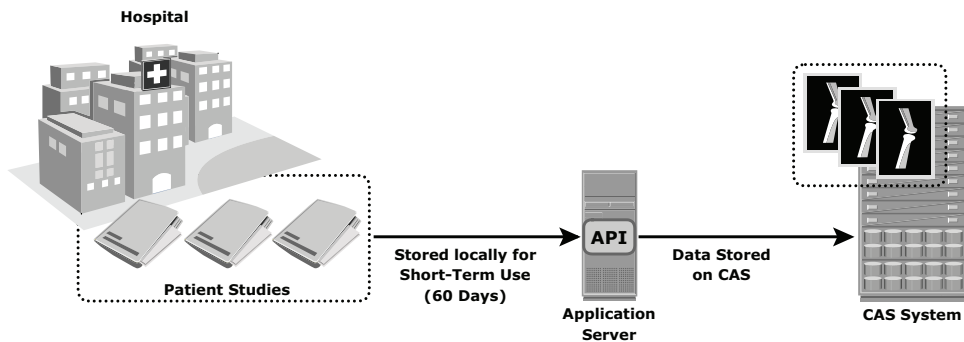 Hospital
Patient Studies
Stored locally for
Short-Term Use
(60 Days)
API
Application
Server
Data Stored
on CAS
CAS System